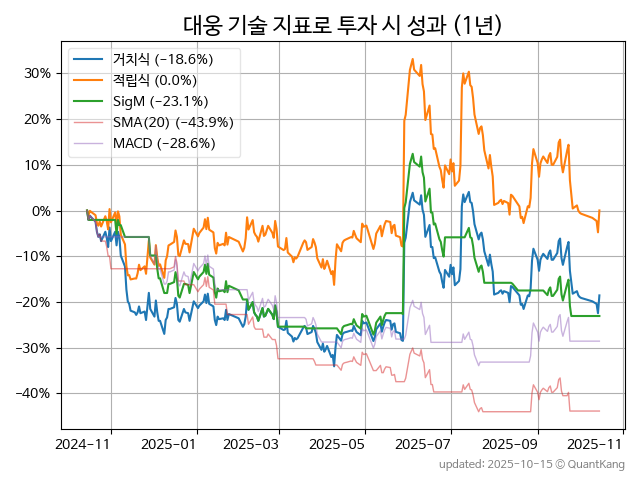 대웅 기술 지표로 투자 시 성과 (1년)
거치식 (−18.6%)
적립식 (0.0%)
SigM (−23.1%)
SMA(20) (−43.9%)
MACD (−28.6%)
30%
20%
10%
0%
−10%
−20%
−30%
−40%
2024-11
2025-01
2025-03
2025-05
2025-07
2025-09
2025-11
updated: 2025-10-15 © QuantKang